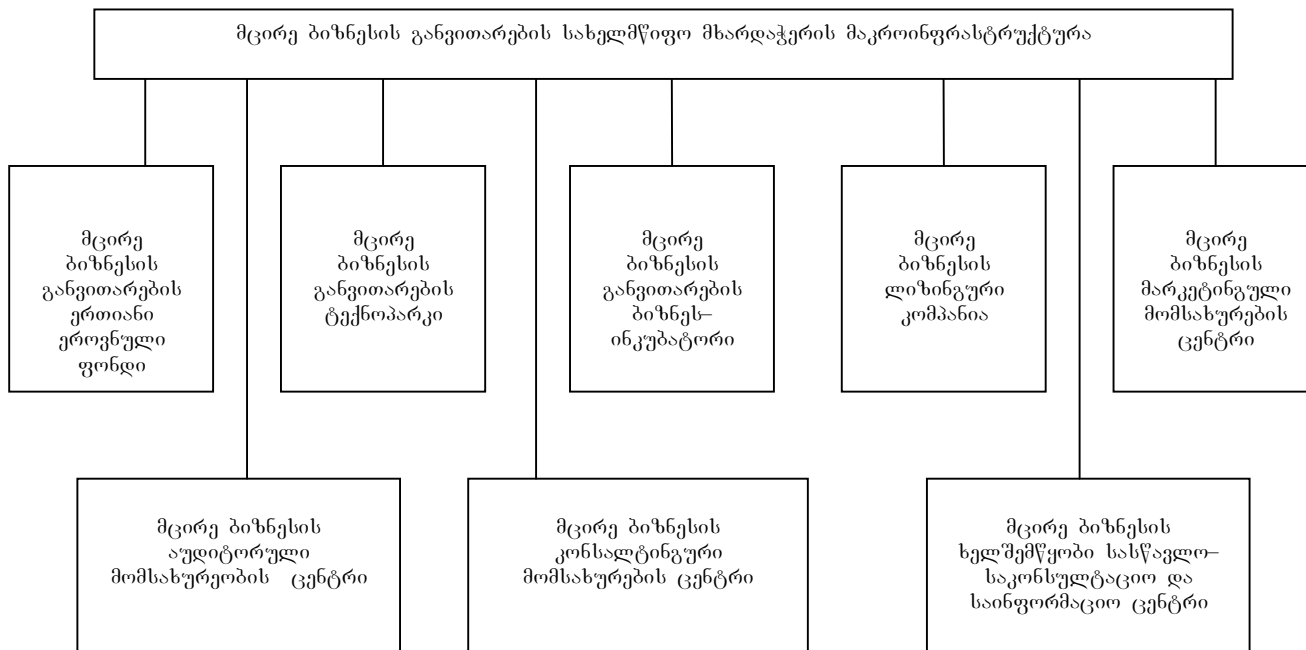 მცირე ბიზნესის განვითარების სახელმწიფო მხარდაჭერის მაკროინფრასტრუქტურა
მცირე
ბიზნესის
განვითარების
ერთიანი
ეროვნული
ფონდი
მცირე
ბიზნესის
განვითარების
ტექნოპარკი
მცირე
ბიზნესის
განვითარების
ბიზნეს–
ინკუბატორი
მცირე
ბიზნესის
ლიზინგური
კომპანია
მცირე
ბიზნესის
მარკეტინგული
მომსახურების
ცენტრი
მცირე ბიზნესის
აუდიტორული
მომსახურეობის ცენტრი
მცირე ბიზნესის
კონსალტინგური
მომსახურების ცენტრი
მცირე ბიზნესის
ხელშემწყობი სასწავლო–
საკონსულტაციო და
საინფორმაციო ცენტრი